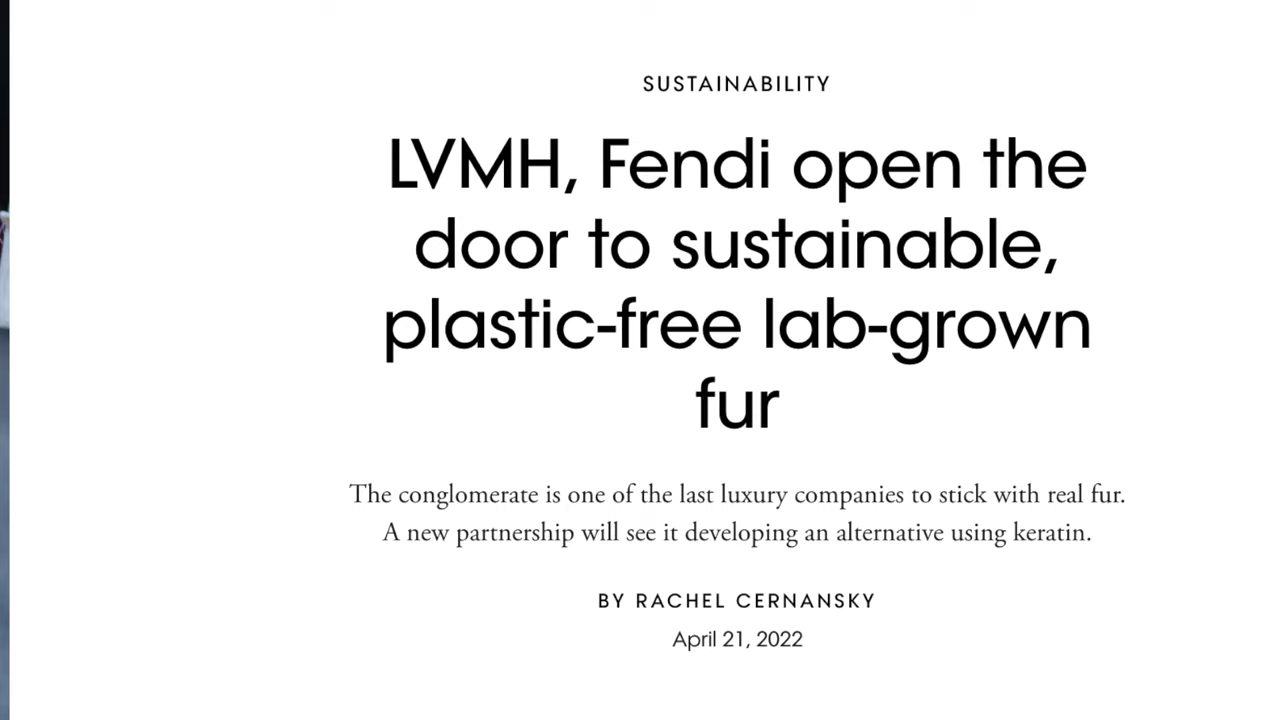 SUSTAINABILITY
LVMH, Fendi open the
door to sustainable,
plastic-free lab-grown
fur
The conglomerate is one of the last luxury companies to stick with real fur.
A new partnership will see it developing an alternative using keratin.
BY RACHEL CERNANSKY
April 21, 2022